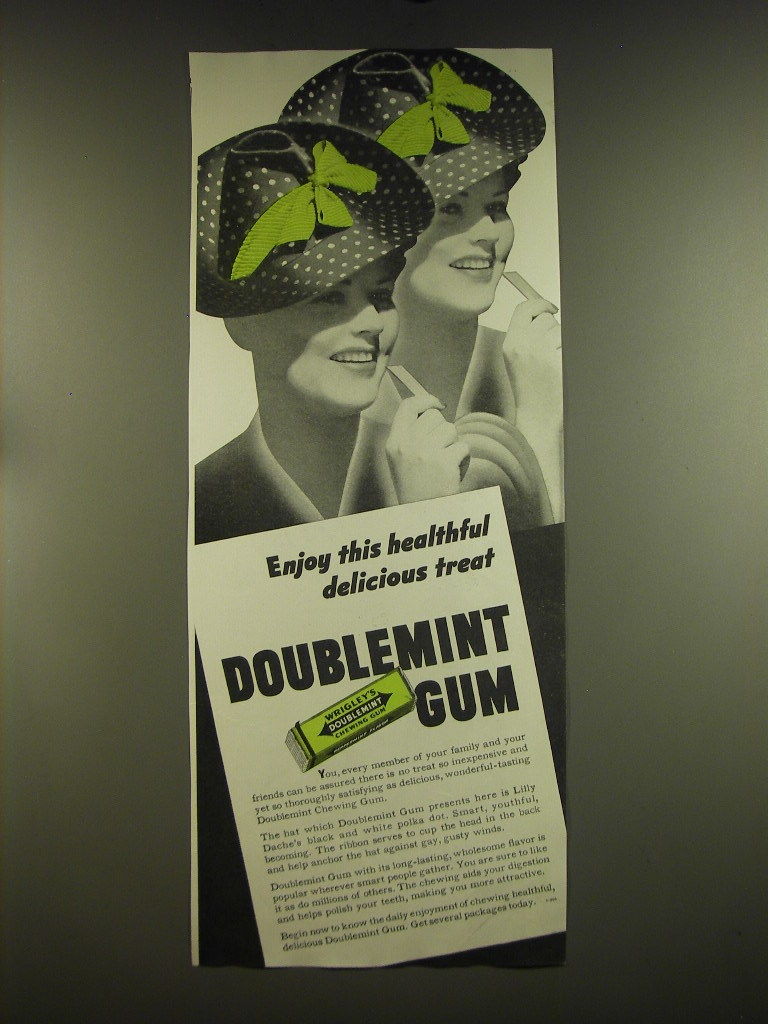 Enjoy this healthful
delicious treat
DOUBLEMINT
GUM
WRIGLEY'S
DOUBLEMINT
CHEWING GUM
PEPPERMINT FLAVOR
You, every member of your family and your
friends can be assured there is no treat so inexpensive and
yet so thoroughly satisfying as delicious, wonderful-tasting
Doublemint Chewing Gum.
The hat which Doublemint Gum presents here is Lilly
Dache's black and white polka dot. Smart, youthful,
becoming. The ribbon serves to cup the head in the back
and help anchor the hat against gay, gusty winds.
Doublemint Gum with its long-lasting, wholesome flavor is
popular wherever smart people gather. You are sure to like
it as do millions of others. The chewing aids your digestion
and helps polish your teeth, making you more attractive.
Begin now to know the daily enjoyment of chewing healthful,
delicious Doublemint Gum. Get several packages today.